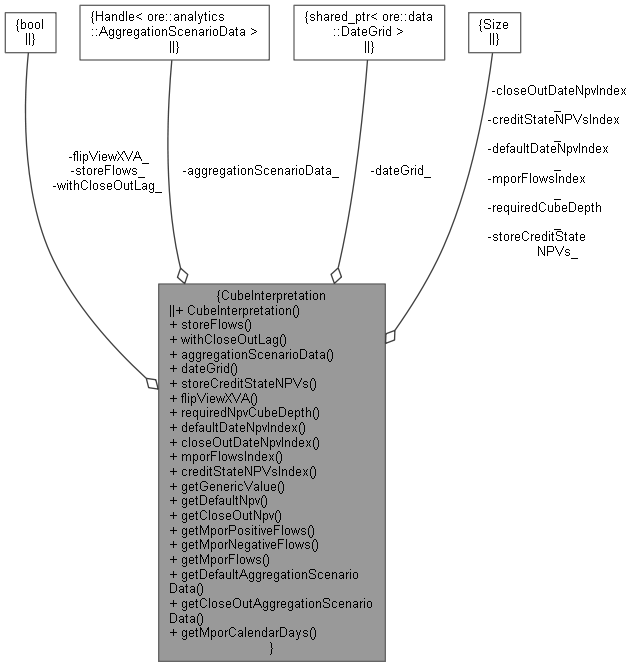 {bool
||}
{Handle< ore::analytics
::AggregationScenarioData >
||}
{shared_ptr< ore::data
::DateGrid >
||}
{Size
||}
-flipViewXVA_
-storeFlows_
-withCloseOutLag_
-aggregationScenarioData_
-dateGrid_
-closeOutDateNpvIndex
_
-creditStateNPVsIndex
_
-defaultDateNpvIndex
_
-mporFlowsIndex
_
-requiredCubeDepth
_
-storeCreditState
NPVs_
{CubeInterpretation
||+ CubeInterpretation()
+ storeFlows()
+ withCloseOutLag()
+ aggregationScenarioData()
+ dateGrid()
+ storeCreditStateNPVs()
+ flipViewXVA()
+ requiredNpvCubeDepth()
+ defaultDateNpvIndex()
+ closeOutDateNpvIndex()
+ mporFlowsIndex()
+ creditStateNPVsIndex()
+ getGenericValue()
+ getDefaultNpv()
+ getCloseOutNpv()
+ getMporPositiveFlows()
+ getMporNegativeFlows()
+ getMporFlows()
+ getDefaultAggregationScenario
Data()
+ getCloseOutAggregationScenario
Data()
+ getMporCalendarDays()
}